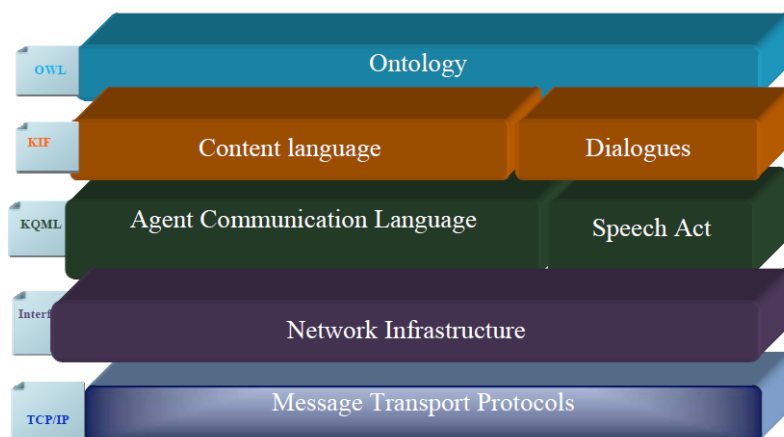 Ontology
OWL
KIF
Content language
Dialogues
Agent Communication Language
Speech Act
KQML
Network Infrastructure
Message Transport Protocols
TCP/IP